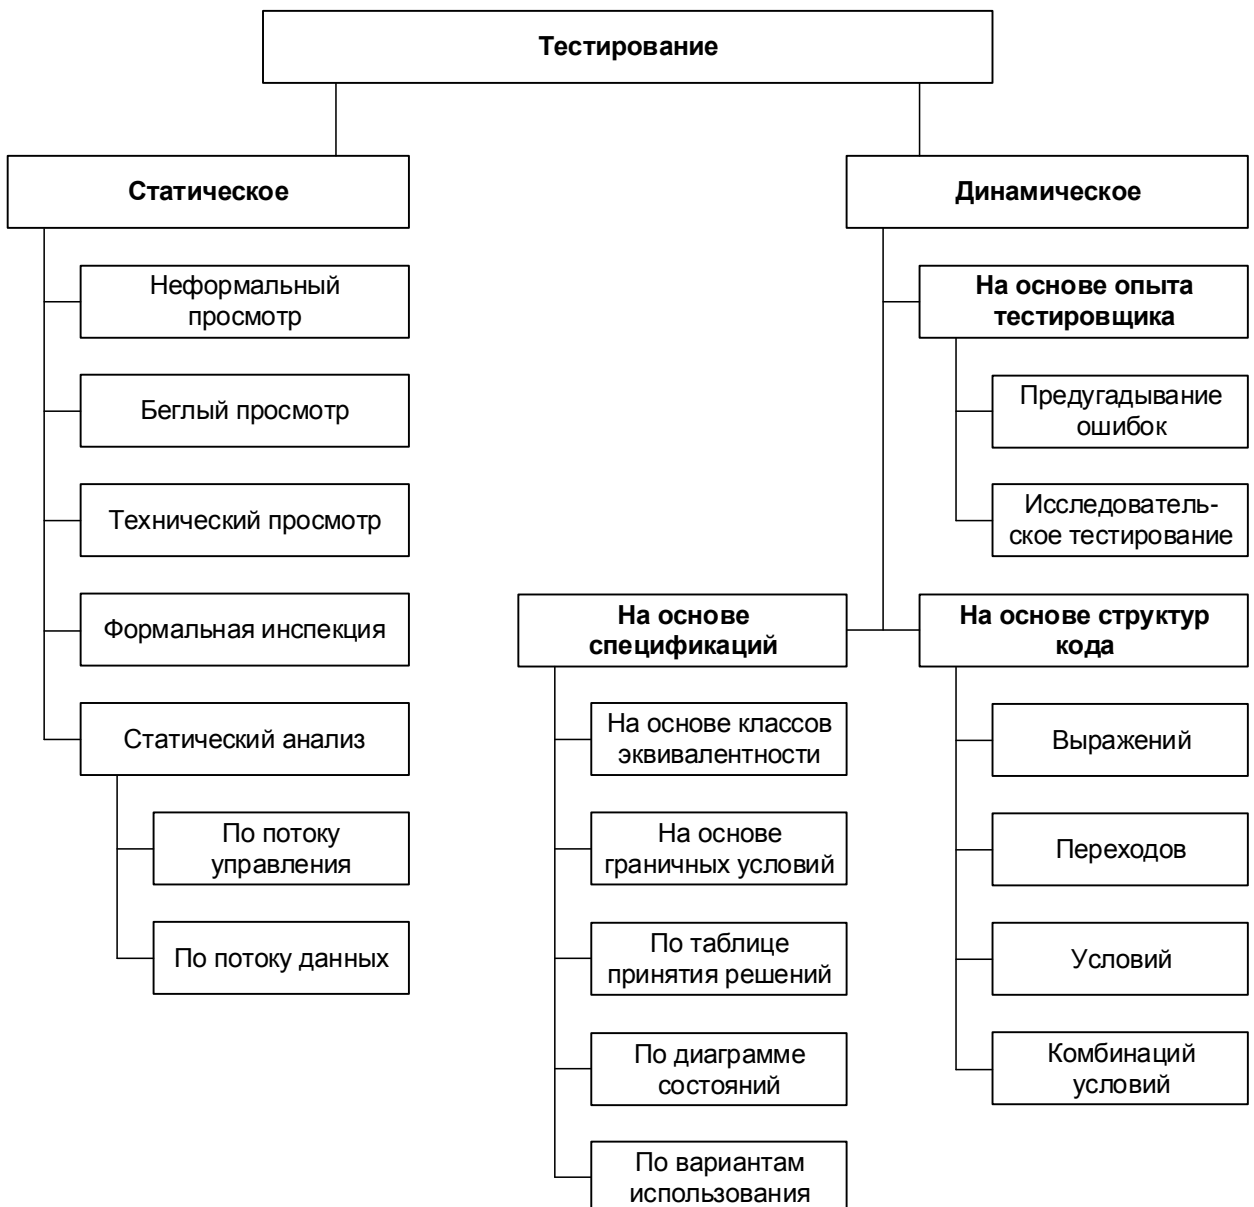 Тестирование
Статическое
Неформальный
просмотр
Беглый просмотр
Технический просмотр
Формальная инспекция
Статический анализ
По потоку
управления
По потоку данных
Динамическое
На основе опыта
тестировщика
Предугадывание
ошибок
Исследователь-
ское тестирование
На основе
спецификаций
На основе классов
эквивалентности
На основе
граничных условий
По таблице
принятия решений
По диаграмме
состояний
По вариантам
использования
На основе структур
кода
Выражений
Переходов
Условий
Комбинаций
условий